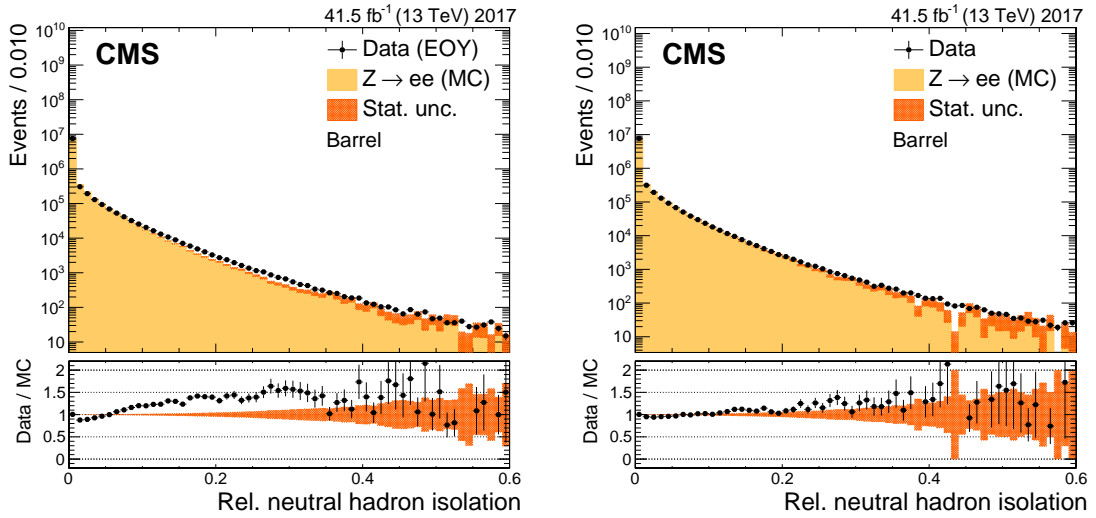 41.5 fb⁻¹ (13 TeV) 2017
CMS
Data (EOY)
Z → ee (MC)
Stat. unc.
Barrel
Events / 0.010
10¹⁰
10⁹
10⁸
10⁷
10⁶
10⁵
10⁴
10³
10²
10
Data / MC
2
1.5
1
0.5
0
0
0.2
0.4
0.6
Rel. neutral hadron isolation
41.5 fb⁻¹ (13 TeV) 2017
CMS
Data
Z → ee (MC)
Stat. unc.
Barrel
Events / 0.010
10¹⁰
10⁹
10⁸
10⁷
10⁶
10⁵
10⁴
10³
10²
10
Data / MC
2
1.5
1
0.5
0
0
0.2
0.4
0.6
Rel. neutral hadron isolation